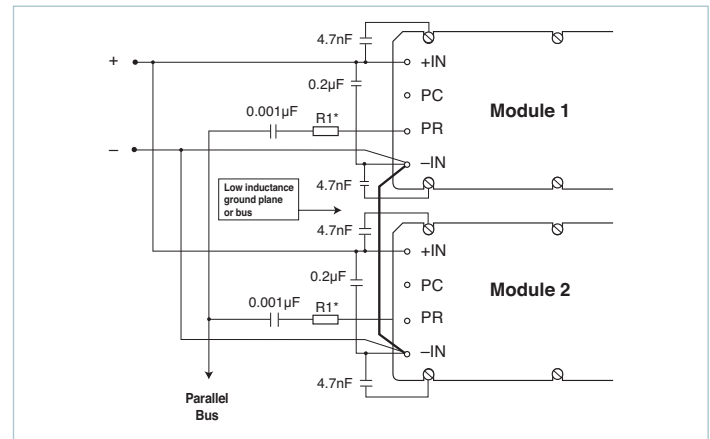 4.7nF
+
+IN
0.2µF
PC
Module 1
0.001µF
R1*
PR
–
–IN
4.7nF
Low inductance
ground plane
or bus
4.7nF
+IN
0.2µF
PC
Module 2
0.001µF
R1*
PR
–IN
4.7nF
Parallel
Bus